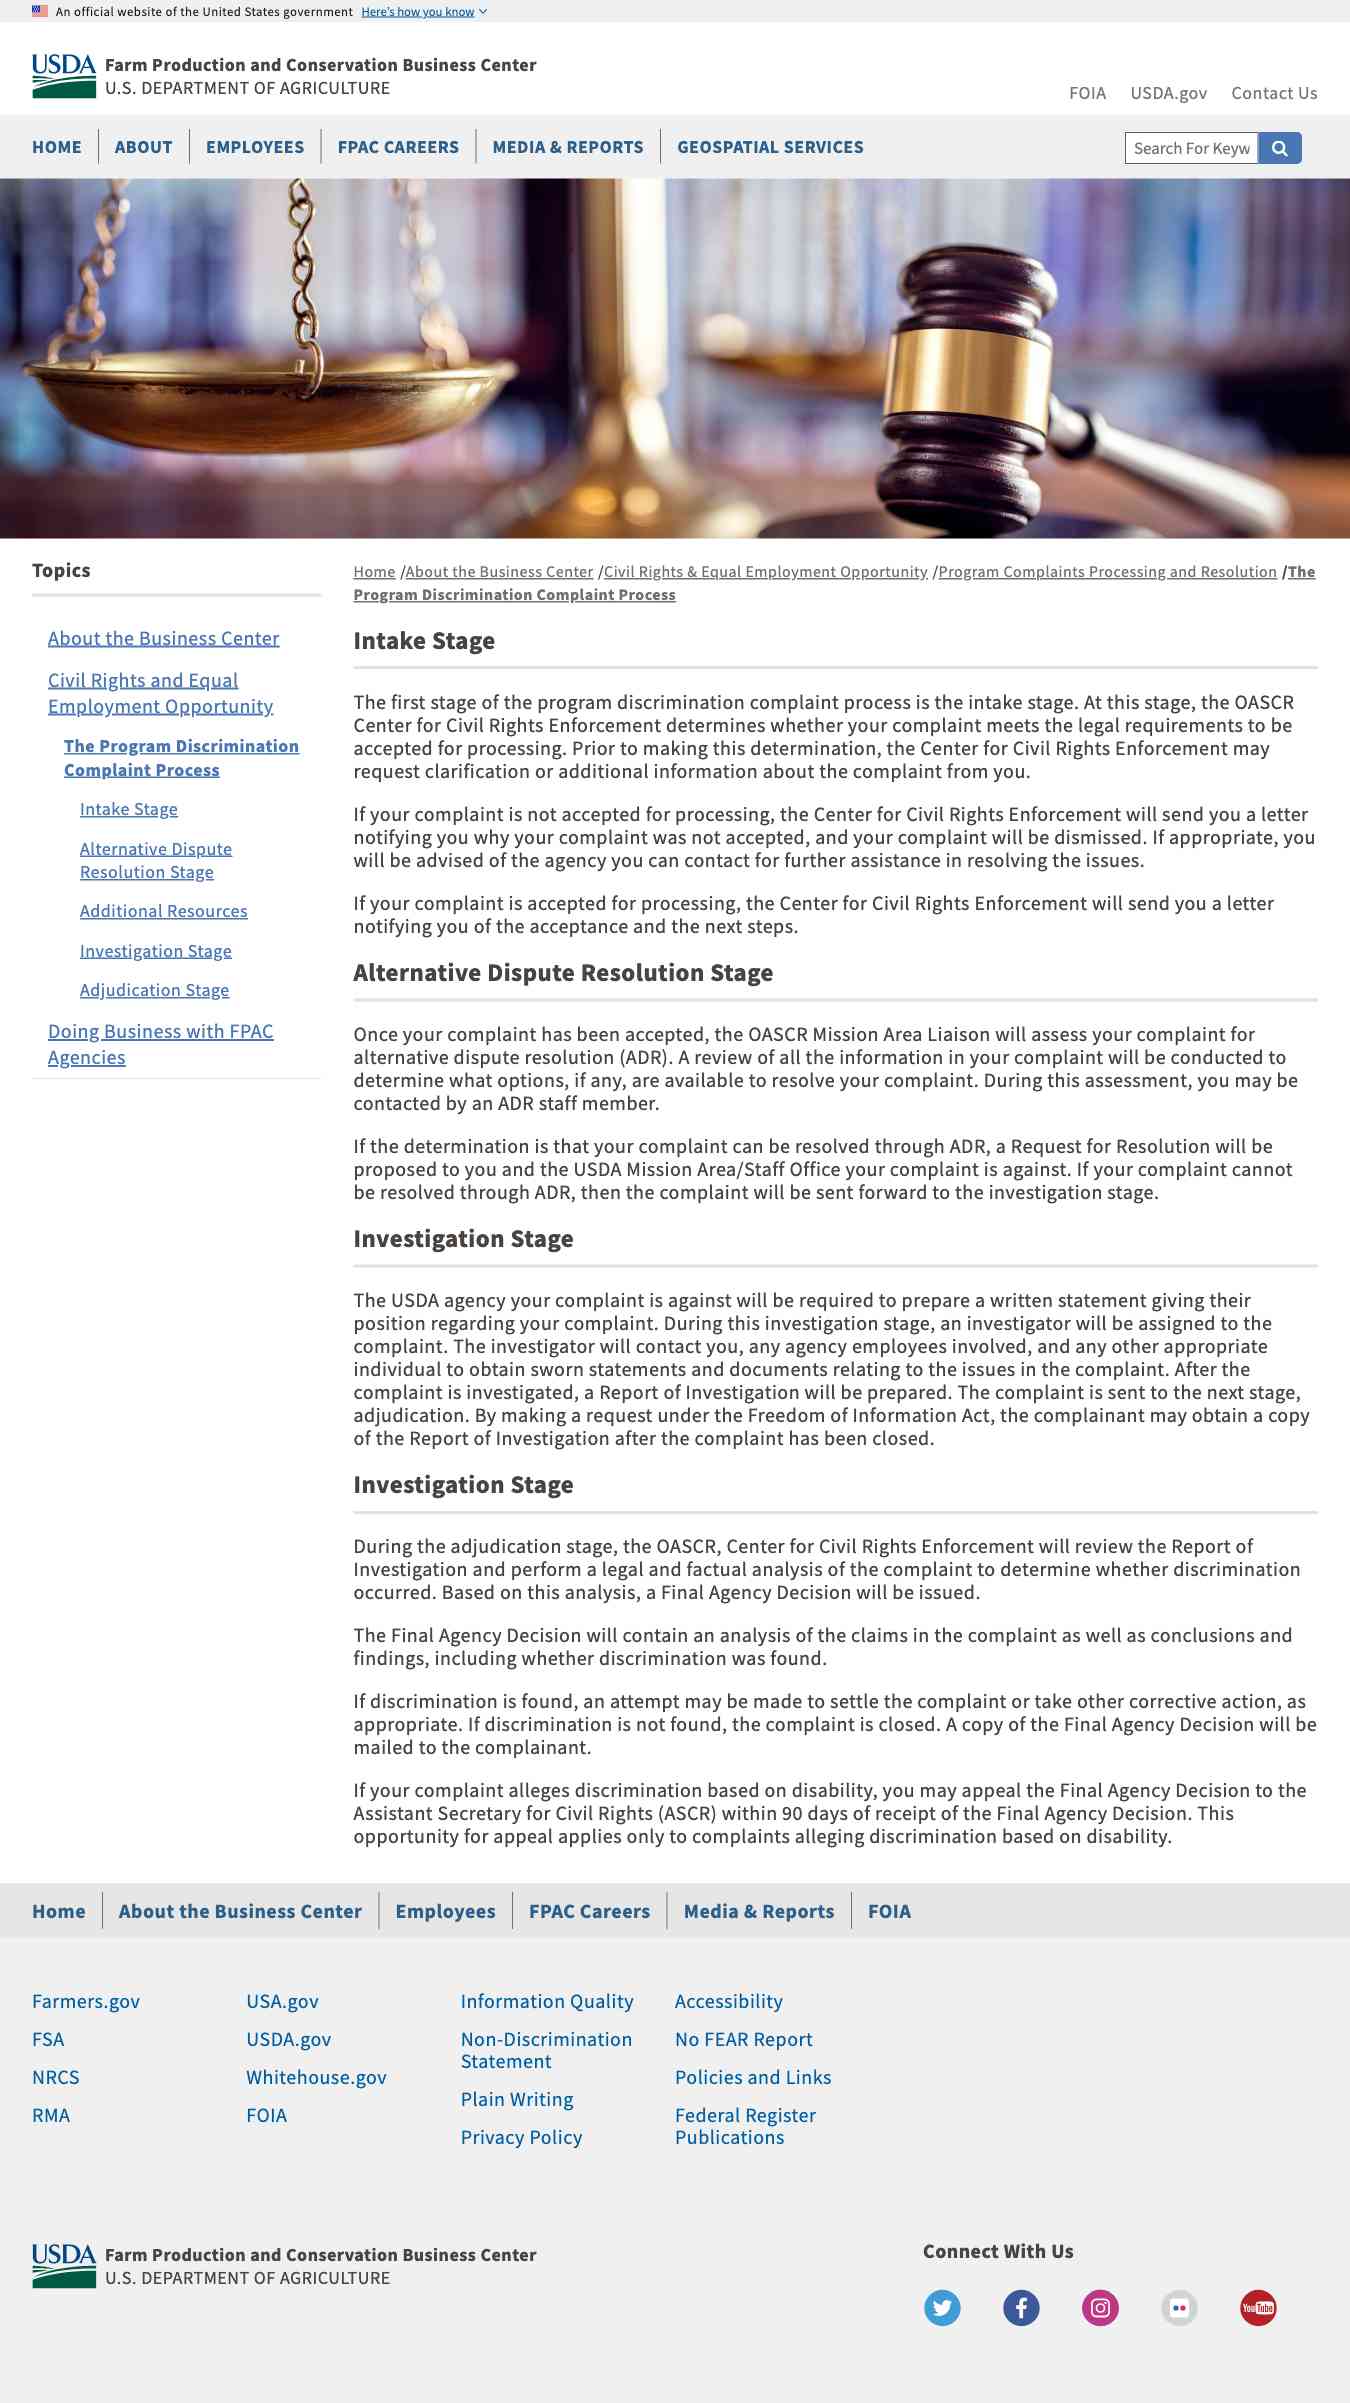 An official website of the United States government Here's how you know
USDA
Farm Production and Conservation Business Center
U.S. DEPARTMENT OF AGRICULTURE
FOIA USDA.gov Contact Us
HOME ABOUT EMPLOYEES FPAC CAREERS MEDIA & REPORTS GEOSPATIAL SERVICES Search For Keyw
Topics
About the Business Center
Civil Rights and Equal
Employment Opportunity
The Program Discrimination
Complaint Process
Intake Stage
Alternative Dispute
Resolution Stage
Additional Resources
Investigation Stage
Adjudication Stage
Doing Business with FPAC
Agencies
Home /About the Business Center /Civil Rights & Equal Employment Opportunity /Program Complaints Processing and Resolution /The
Program Discrimination Complaint Process
Intake Stage
The first stage of the program discrimination complaint process is the intake stage. At this stage, the OASCR
Center for Civil Rights Enforcement determines whether your complaint meets the legal requirements to be
accepted for processing. Prior to making this determination, the Center for Civil Rights Enforcement may
request clarification or additional information about the complaint from you.
If your complaint is not accepted for processing, the Center for Civil Rights Enforcement will send you a letter
notifying you why your complaint was not accepted, and your complaint will be dismissed. If appropriate, you
will be advised of the agency you can contact for further assistance in resolving the issues.
If your complaint is accepted for processing, the Center for Civil Rights Enforcement will send you a letter
notifying you of the acceptance and the next steps.
Alternative Dispute Resolution Stage
Once your complaint has been accepted, the OASCR Mission Area Liaison will assess your complaint for
alternative dispute resolution (ADR). A review of all the information in your complaint will be conducted to
determine what options, if any, are available to resolve your complaint. During this assessment, you may be
contacted by an ADR staff member.
If the determination is that your complaint can be resolved through ADR, a Request for Resolution will be
proposed to you and the USDA Mission Area/Staff Office your complaint is against. If your complaint cannot
be resolved through ADR, then the complaint will be sent forward to the investigation stage.
Investigation Stage
The USDA agency your complaint is against will be required to prepare a written statement giving their
position regarding your complaint. During this investigation stage, an investigator will be assigned to the
complaint. The investigator will contact you, any agency employees involved, and any other appropriate
individual to obtain sworn statements and documents relating to the issues in the complaint. After the
complaint is investigated, a Report of Investigation will be prepared. The complaint is sent to the next stage,
adjudication. By making a request under the Freedom of Information Act, the complainant may obtain a copy
of the Report of Investigation after the complaint has been closed.
Investigation Stage
During the adjudication stage, the OASCR, Center for Civil Rights Enforcement will review the Report of
Investigation and perform a legal and factual analysis of the complaint to determine whether discrimination
occurred. Based on this analysis, a Final Agency Decision will be issued.
The Final Agency Decision will contain an analysis of the claims in the complaint as well as conclusions and
findings, including whether discrimination was found.
If discrimination is found, an attempt may be made to settle the complaint or take other corrective action, as
appropriate. If discrimination is not found, the complaint is closed. A copy of the Final Agency Decision will be
mailed to the complainant.
If your complaint alleges discrimination based on disability, you may appeal the Final Agency Decision to the
Assistant Secretary for Civil Rights (ASCR) within 90 days of receipt of the Final Agency Decision. This
opportunity for appeal applies only to complaints alleging discrimination based on disability.
Home About the Business Center Employees FPAC Careers Media & Reports FOIA
Farmers.gov
FSA
NRCS
RMA
USA.gov
USDA.gov
Whitehouse.gov
FOIA
Information Quality
Non-Discrimination
Statement
Plain Writing
Privacy Policy
Accessibility
No FEAR Report
Policies and Links
Federal Register
Publications
USDA
Farm Production and Conservation Business Center
U.S. DEPARTMENT OF AGRICULTURE
Connect With Us
YouTube